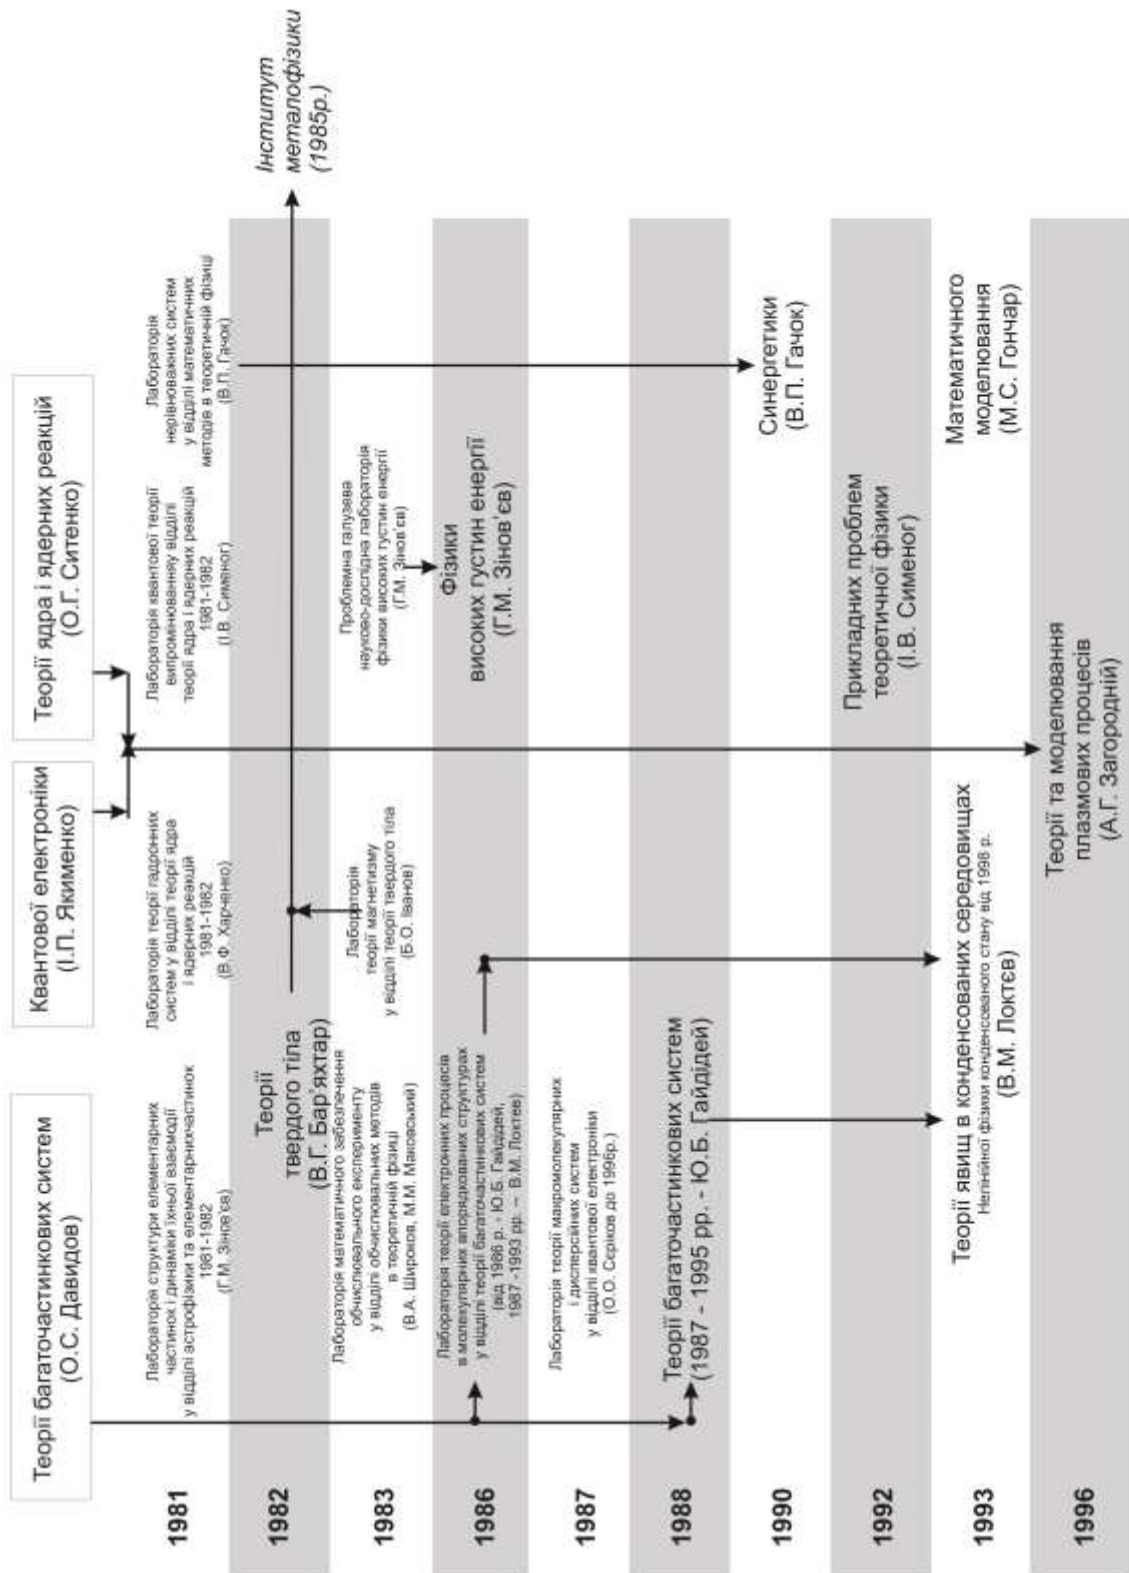 Теорії багаточастинкових систем
(О.С. Давидов)
Квантової електроніки
(І.П. Якименко)
Теорії ядра і ядерних реакцій
(О.Г. Ситенко)
1981
Лабораторія структури елементарних
частинок і динаміки їхньої взаємодії
у відділі астрофізики та елементарнихчастинок
1981-1982
(Г.М. Зінов'єв)
Лабораторія теорії гадронних
систем у відділі теорії ядра
і ядерних реакцій
1981-1982
(В.Ф. Харченко)
Лабораторія квантової теорії
випромінюванняу відділі
теорії ядра і ядерних реакцій
1981-1982
(І.В. Сименог)
Лабораторія
нерівноважних систем
у відділі математичних
методів в теоретичній фізиці
(В.П. Гачок)
1982
Теорії
твердого тіла
(В.Г. Бар'яхтар)
Інститут
металофізики
(1985р.)
1983
Лабораторія математичного забезпечення
обчислювального експерименту
у відділі обчислювальних методів
в теоретичній фізиці
(В.А. Широков, М.М. Маковський)
Лабораторія
теорії магнетизму
у відділі теорії твердого тіла
(Б.О. Іванов)
Проблемна галузева
науково-дослідна лабораторія
фізики високих густин енергії
(Г.М. Зінов'єв)
1986
Лабораторія теорії електронних процесів
в молекулярних впорядкованих структурах
у відділі теорії багаточастинкових систем
(від 1986 р. - Ю.Б. Гайдідей,
1987 -1993 рр. – В.М. Локтєв)
Фізики
високих густин енергії
(Г.М. Зінов'єв)
1987
Лабораторія теорії макромолекулярних
і дисперсійних систем
у відділі квантової електроніки
(О.О. Сєріков до 1996р.)
1988
Теорії багаточастинкових систем
(1987 - 1995 рр. - Ю.Б. Гайдідей)
1990
Синергетики
(В.П. Гачок)
1992
Прикладних проблем
теоретичної фізики
(І.В. Сименог)
1993
Теорії явищ в конденсованих середовищах
Нелінійної фізики конденсованого стану від 1998 р.
(В.М. Локтєв)
Математичного
моделювання
(М.С. Гончар)
1996
Теорії та моделювання
плазмових процесів
(А.Г. Загородній)